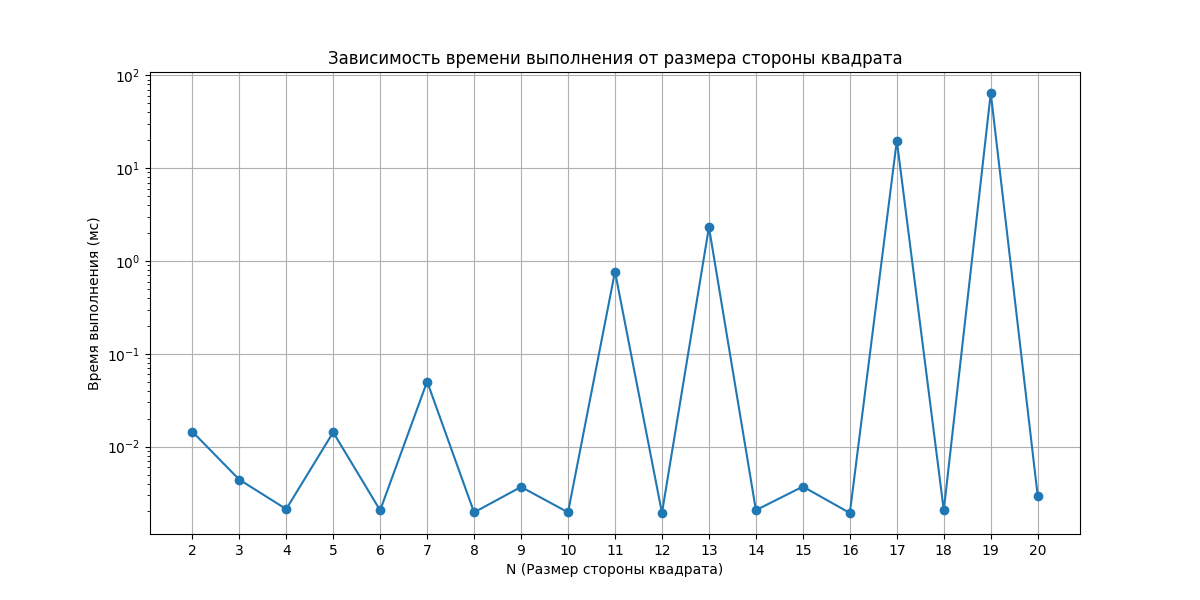 Зависимость времени выполнения от размера стороны квадрата
Время выполнения (мс)
10²
10¹
10⁰
10⁻¹
10⁻²
2 3 4 5 6 7 8 9 10 11 12 13 14 15 16 17 18 19 20
N (Размер стороны квадрата)